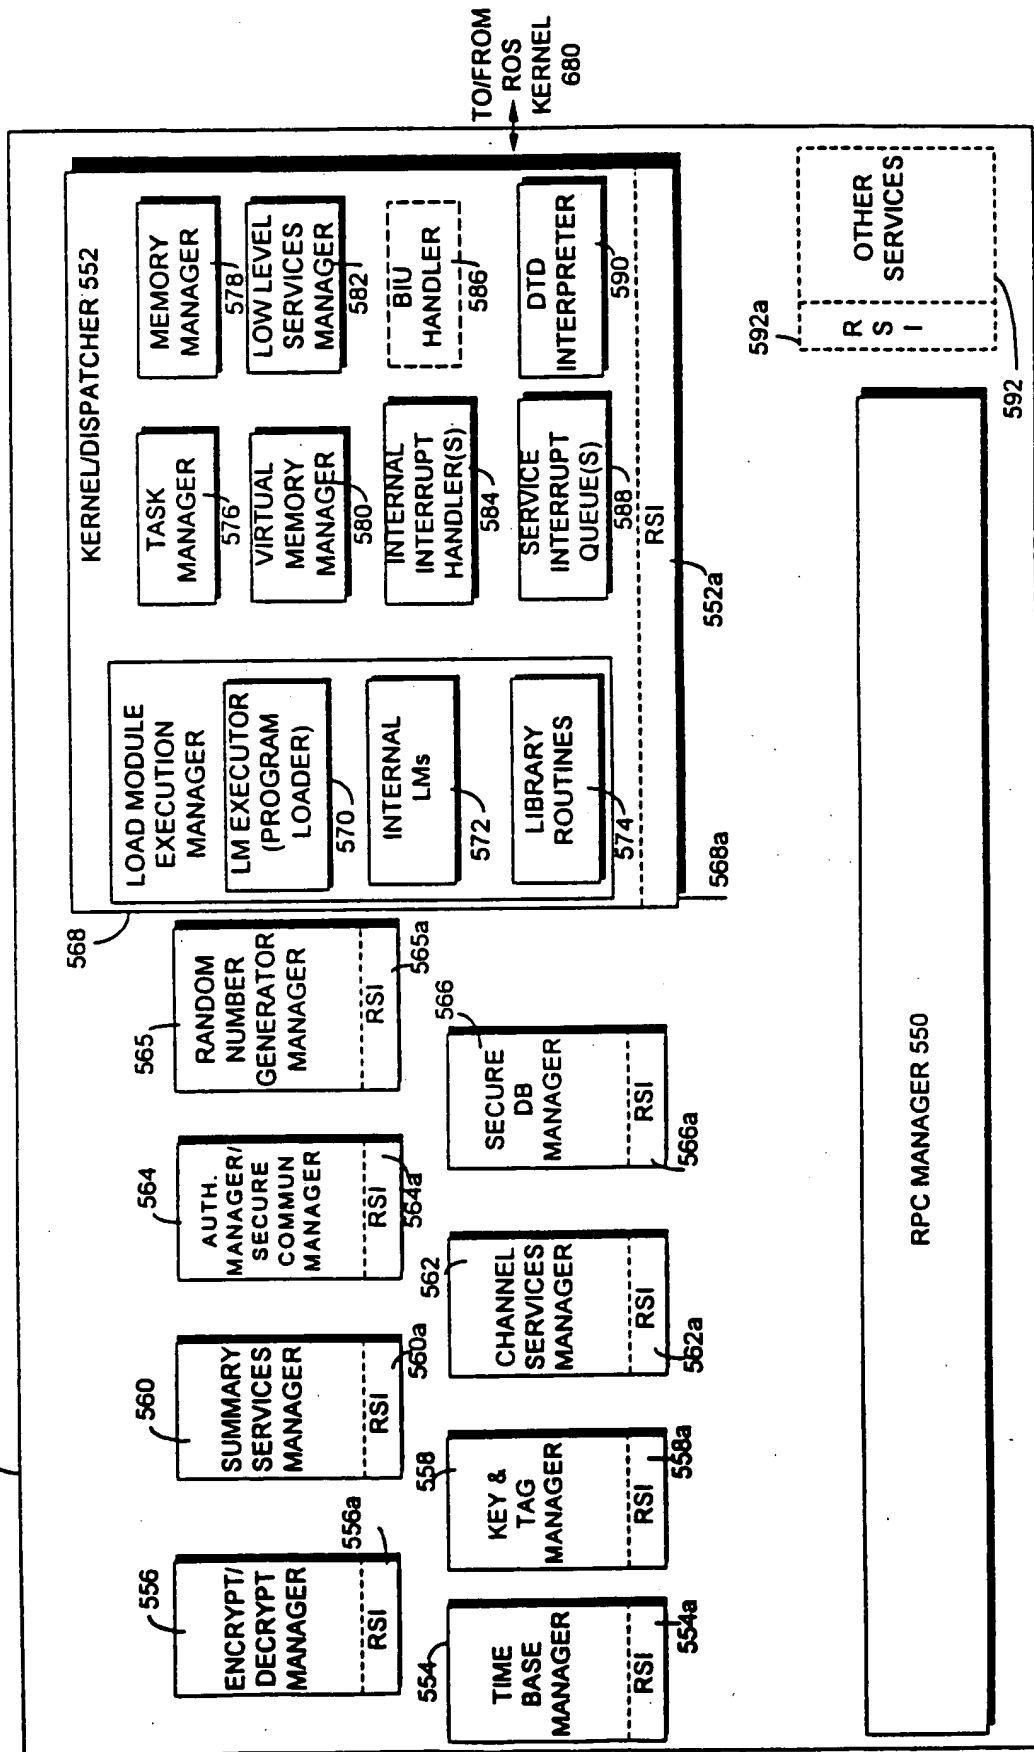 KERNEL/DISPATCHER 552
TO/FROM
ROS
KERNEL
680
568
LOAD MODULE
EXECUTION
MANAGER
LM EXECUTOR
(PROGRAM
LOADER)
570
INTERNAL
LMs
572
LIBRARY
ROUTINES
574
568a
TASK
MANAGER
576
MEMORY
MANAGER
578
VIRTUAL
MEMORY
MANAGER
580
LOW LEVEL
SERVICES
MANAGER
582
INTERNAL
INTERRUPT
HANDLER(S)
584
BIU
HANDLER
586
SERVICE
INTERRUPT
QUEUE(S)
588
DTD
INTERPRETER
590
RSI
552a
556
ENCRYPT/
DECRYPT
MANAGER
RSI
556a
560
SUMMARY
SERVICES
MANAGER
RSI
560a
564
AUTH.
MANAGER/
SECURE
COMMUN
MANAGER
RSI
564a
565
RANDOM
NUMBER
GENERATOR
MANAGER
RSI
565a
554
TIME
BASE
MANAGER
RSI
554a
558
KEY &
TAG
MANAGER
RSI
558a
562
CHANNEL
SERVICES
MANAGER
RSI
562a
566
SECURE
DB
MANAGER
RSI
566a
592a
R
S
I
OTHER
SERVICES
592
RPC MANAGER 550